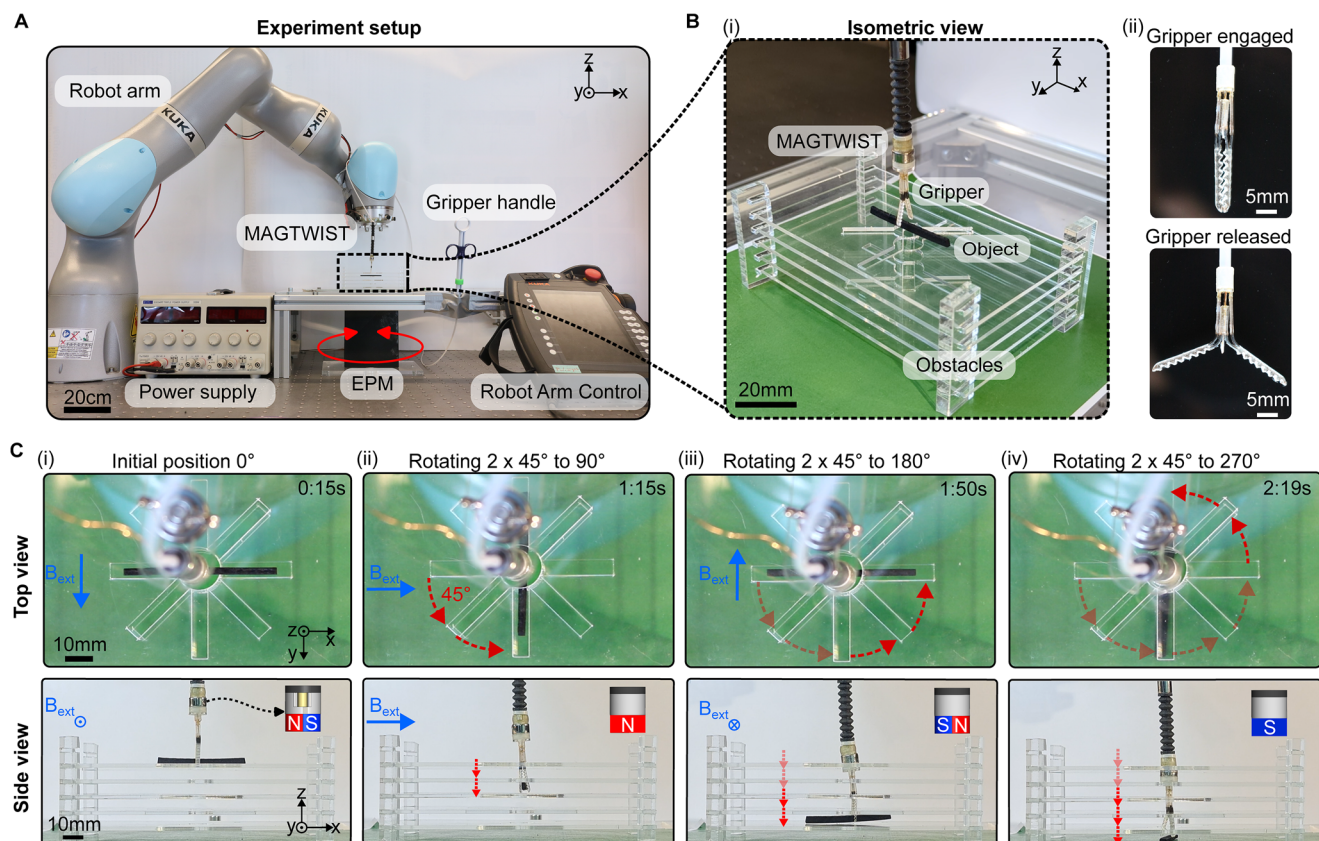 A
Experiment setup
Robot arm
KUKA
KUKA
z
y
x
Gripper handle
MAGTWIST
EPM
Power supply
Robot Arm Control
20cm
B
(i)
Isometric view
z
y
x
MAGTWIST
Gripper
Object
Obstacles
20mm
(ii)
Gripper engaged
5mm
Gripper released
5mm
C
(i)
Initial position 0°
0:15s
(ii)
Rotating 2 x 45° to 90°
1:15s
(iii)
Rotating 2 x 45° to 180°
1:50s
(iv)
Rotating 2 x 45° to 270°
2:19s
Top view
Bext
10mm
z
x
y
Bext
45°
Bext
Side view
Bext
N S
10mm
z
y
x
Bext
N
Bext
S N
S